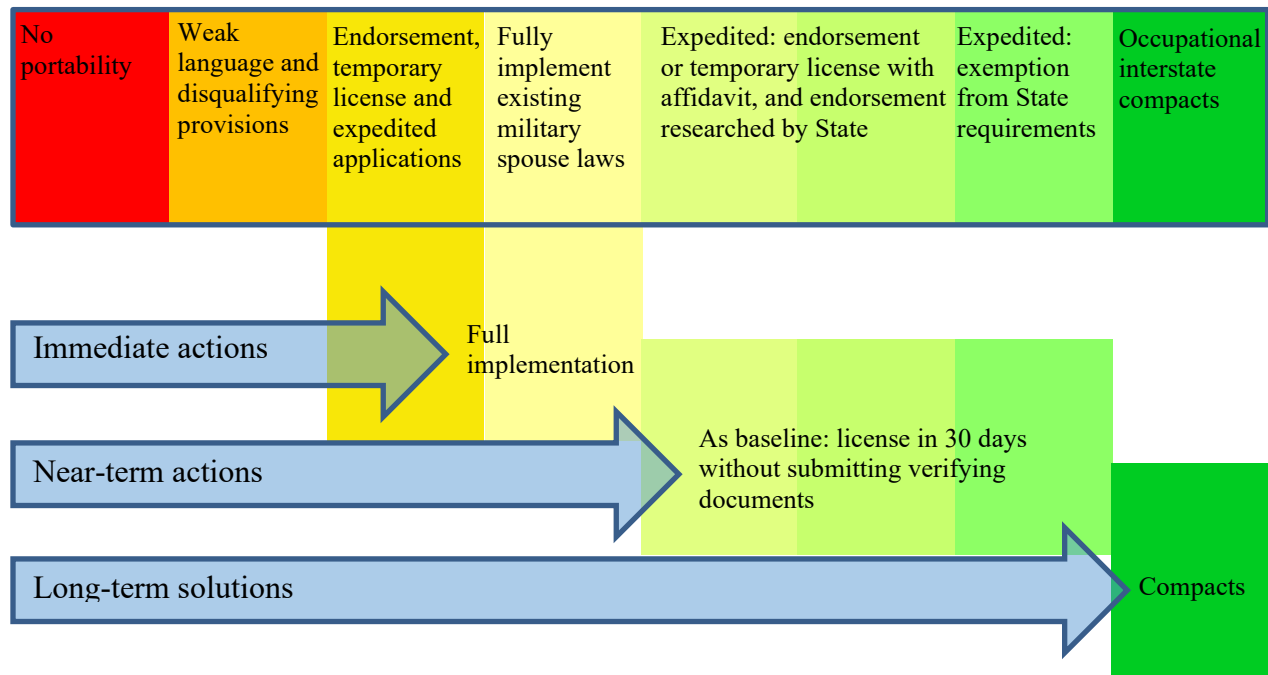 No
portability
Weak
language and
disqualifying
provisions
Endorsement,
temporary
license and
expedited
applications
Fully
implement
existing
military
spouse laws
Expedited: endorsement
or temporary license with
affidavit, and endorsement
researched by State
Expedited:
exemption
from State
requirements
Occupational
interstate
compacts
Immediate actions
Full
implementation
Near-term actions
As baseline: license in 30 days
without submitting verifying
documents
Long-term solutions
Compacts